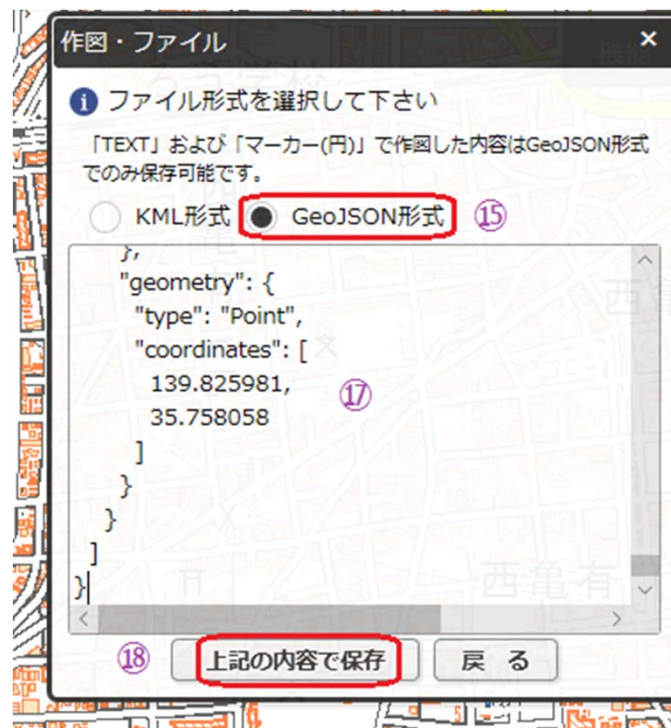 作図・ファイル ×
i ファイル形式を選択して下さい
「TEXT」および「マーカー(円)」で作図した内容はGeoJSON形式
でのみ保存可能です。
KML形式 GeoJSON形式 ⑮
},
"geometry": {
"type": "Point",
"coordinates": [
139.825981, ⑰
35.758058
]
}
}
]
}
西亀有
⑱ 上記の内容で保存 戻 る